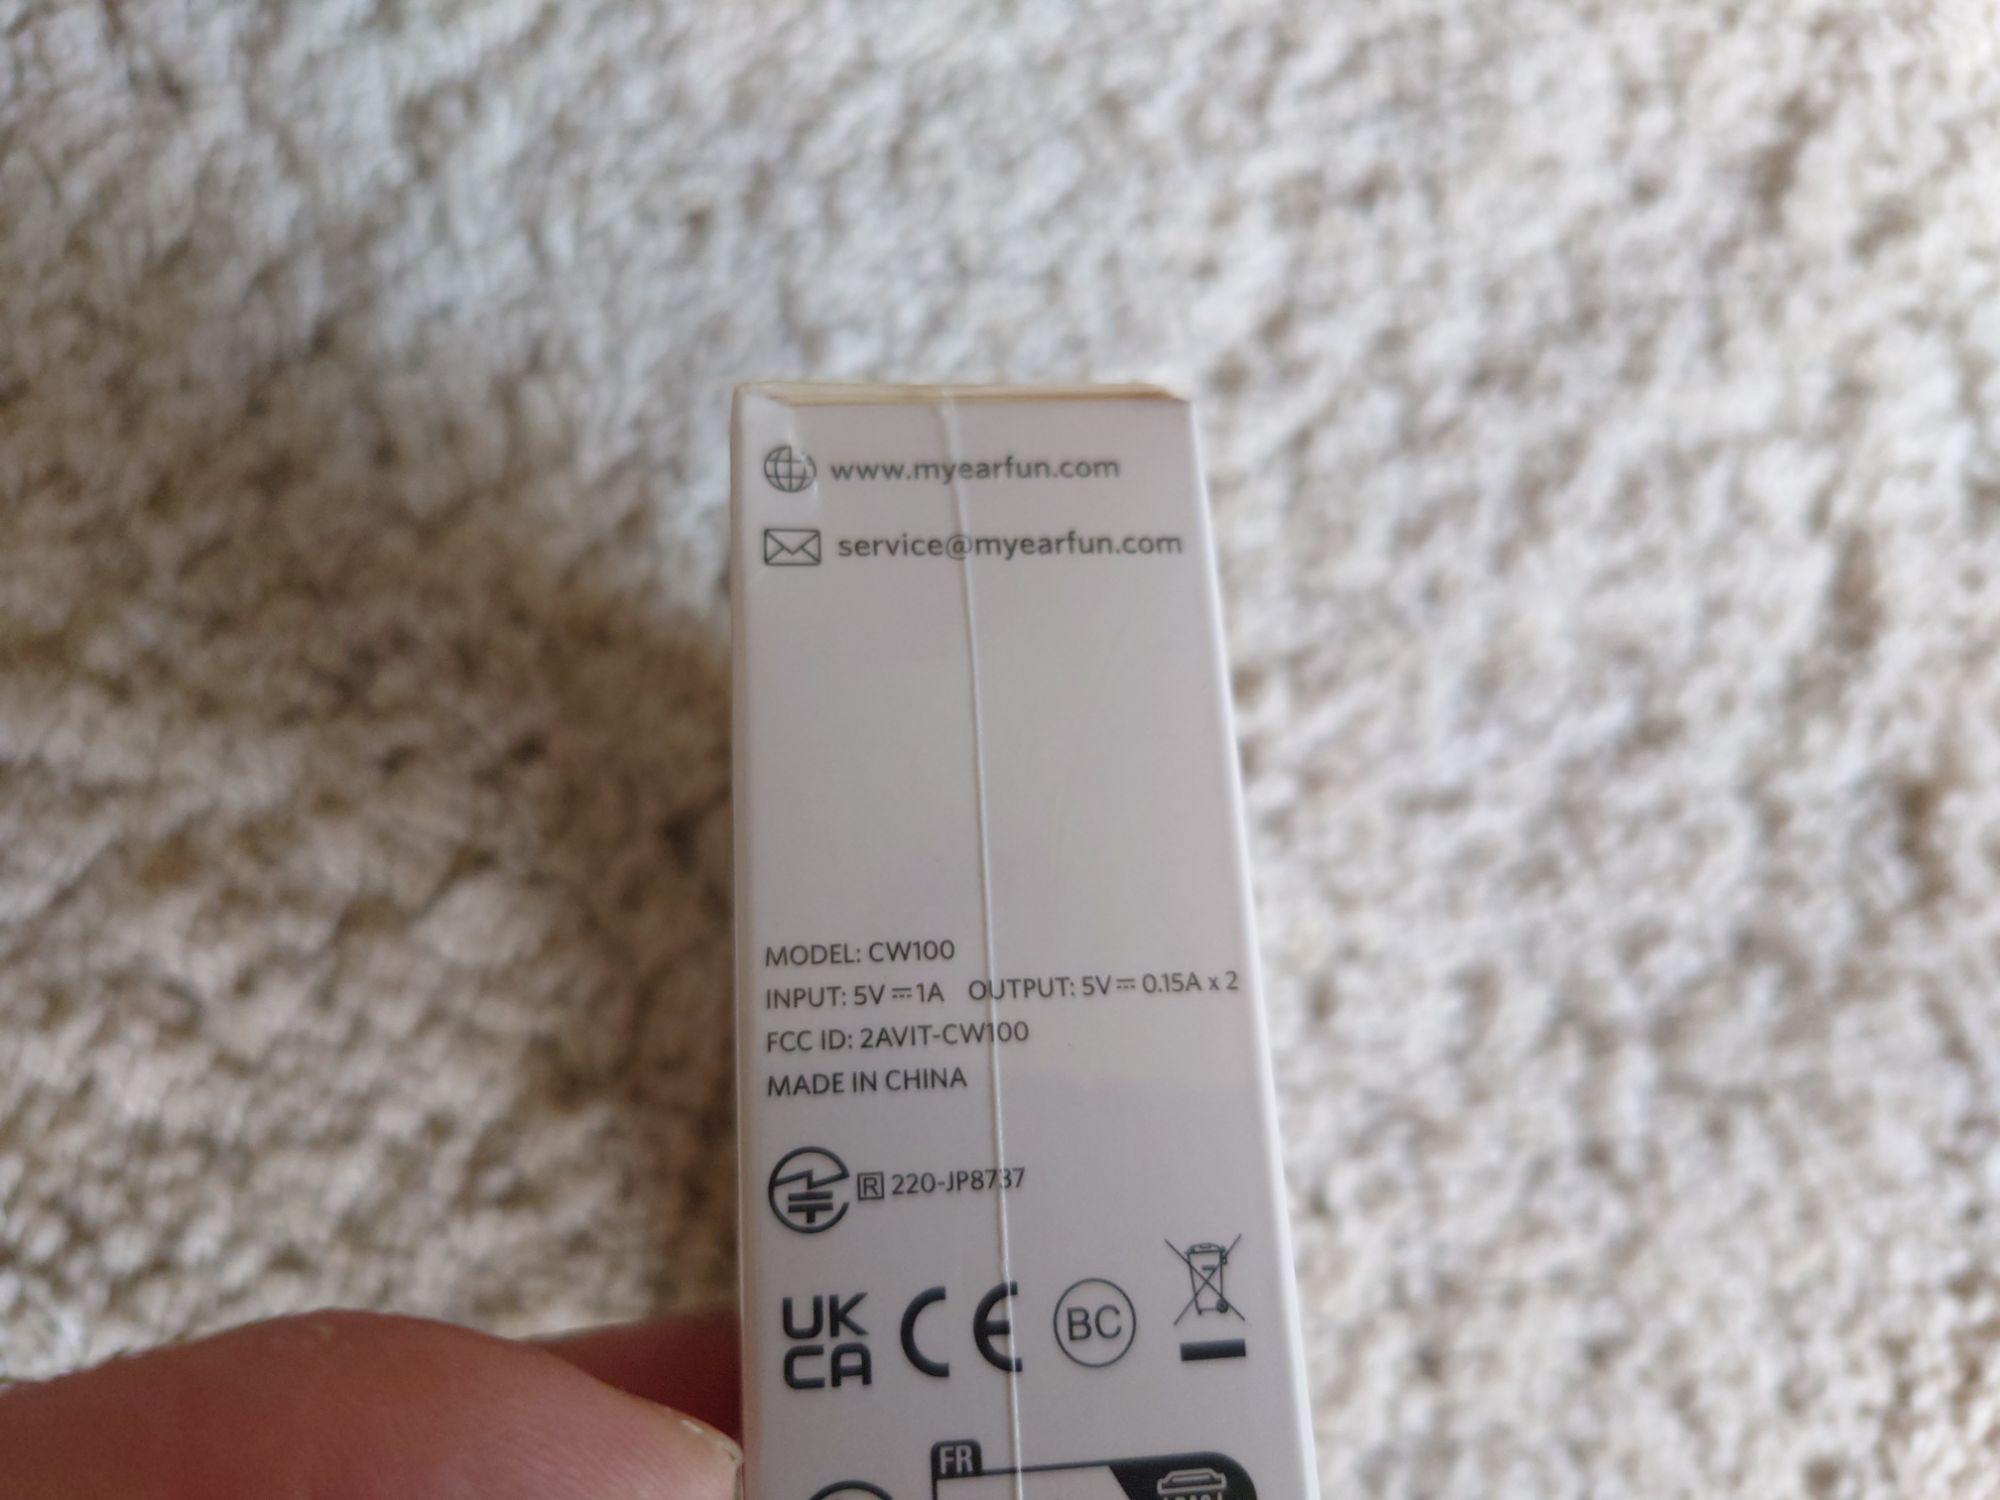 www.myearfun.com
service@myearfun.com
MODEL: CW100
INPUT: 5V⎓1A OUTPUT: 5V⎓0.15A x 2
FCC ID: 2AVIT-CW100
MADE IN CHINA
R 220-JP8737
UK
CA CE BC
FR